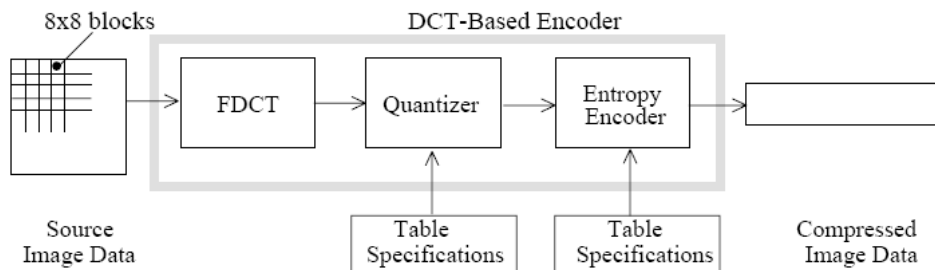 8x8 blocks
DCT-Based Encoder
FDCT
Quantizer
Entropy
Encoder
Source
Image Data
Table
Specifications
Table
Specifications
Compressed
Image Data